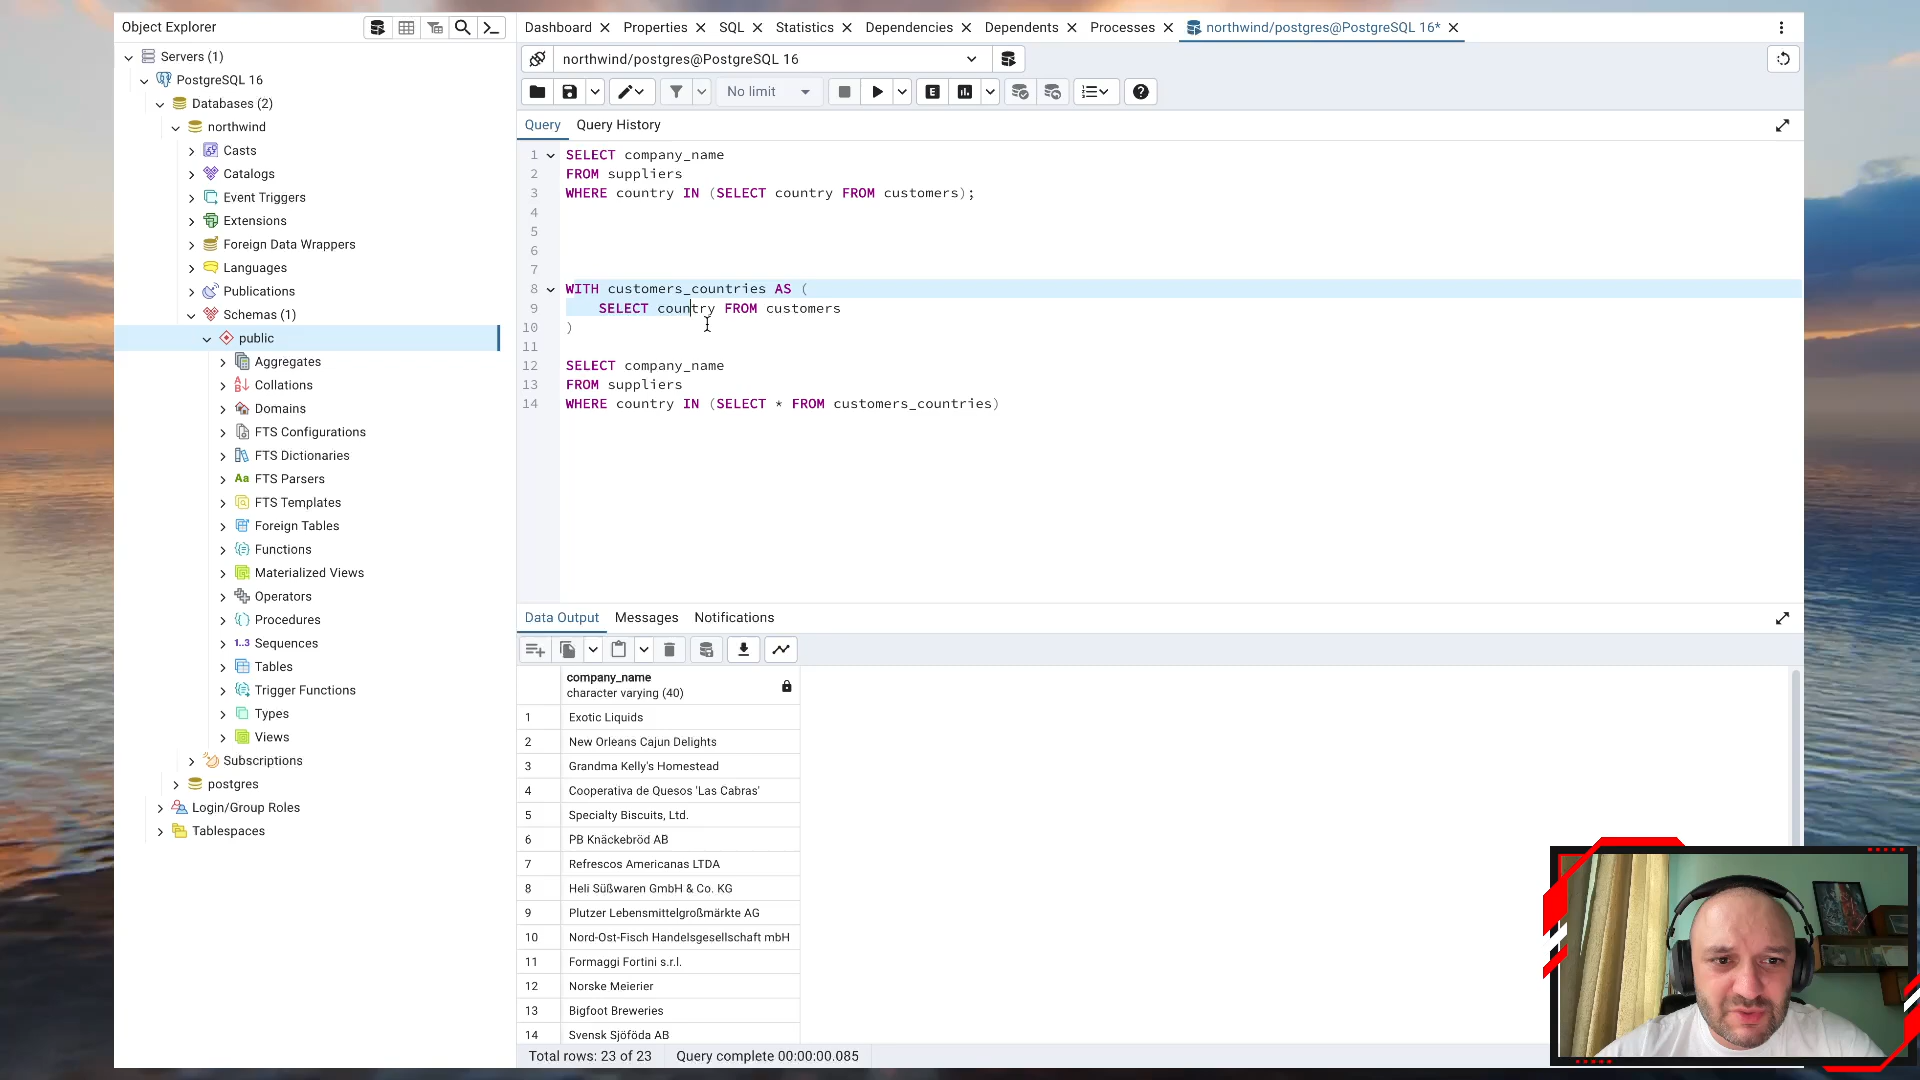 Object Explorer
Servers (1)
PostgreSQL 16
Databases (2)
northwind
Casts
Catalogs
Event Triggers
Extensions
Foreign Data Wrappers
Languages
Publications
Schemas (1)
public
Aggregates
Collations
Domains
FTS Configurations
FTS Dictionaries
Aa FTS Parsers
FTS Templates
Foreign Tables
Functions
Materialized Views
Operators
Procedures
1..3 Sequences
Tables
Trigger Functions
Types
Views
Subscriptions
postgres
Login/Group Roles
Tablespaces
Dashboard Properties SQL Statistics Dependencies Dependents Processes northwind/postgres@PostgreSQL 16*
northwind/postgres@PostgreSQL 16
No limit E
Query Query History
1 SELECT company_name
2 FROM suppliers
3 WHERE country IN (SELECT country FROM customers);
4
5
6
7
8 WITH customers_countries AS (
9 SELECT country FROM customers
10 )
11
12 SELECT company_name
13 FROM suppliers
14 WHERE country IN (SELECT * FROM customers_countries)
Data Output Messages Notifications
company_name
character varying (40)
1 Exotic Liquids
2 New Orleans Cajun Delights
3 Grandma Kelly's Homestead
4 Cooperativa de Quesos 'Las Cabras'
5 Specialty Biscuits, Ltd.
6 PB Knäckebröd AB
7 Refrescos Americanas LTDA
8 Heli Süßwaren GmbH & Co. KG
9 Plutzer Lebensmittelgroßmärkte AG
10 Nord-Ost-Fisch Handelsgesellschaft mbH
11 Formaggi Fortini s.r.l.
12 Norske Meierier
13 Bigfoot Breweries
14 Svensk Sjöföda AB
Total rows: 23 of 23 Query complete 00:00:00.085